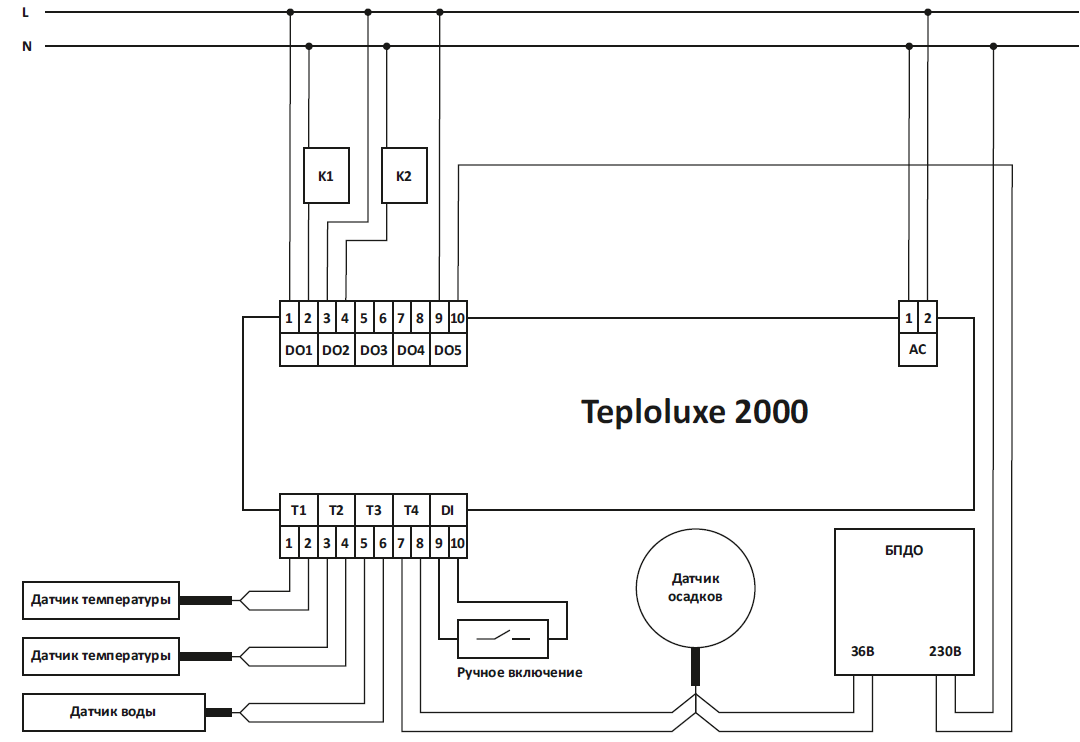 L
N
К1 К2
1 2 3 4 5 6 7 8 9 10 1 2
DO1 DO2 DO3 DO4 DO5 AC
Teploluxe 2000
T1 T2 T3 T4 DI
1 2 3 4 5 6 7 8 9 10
БПДО
Датчик
осадков
Датчик температуры
Датчик температуры
36В 230В
Ручное включение
Датчик воды